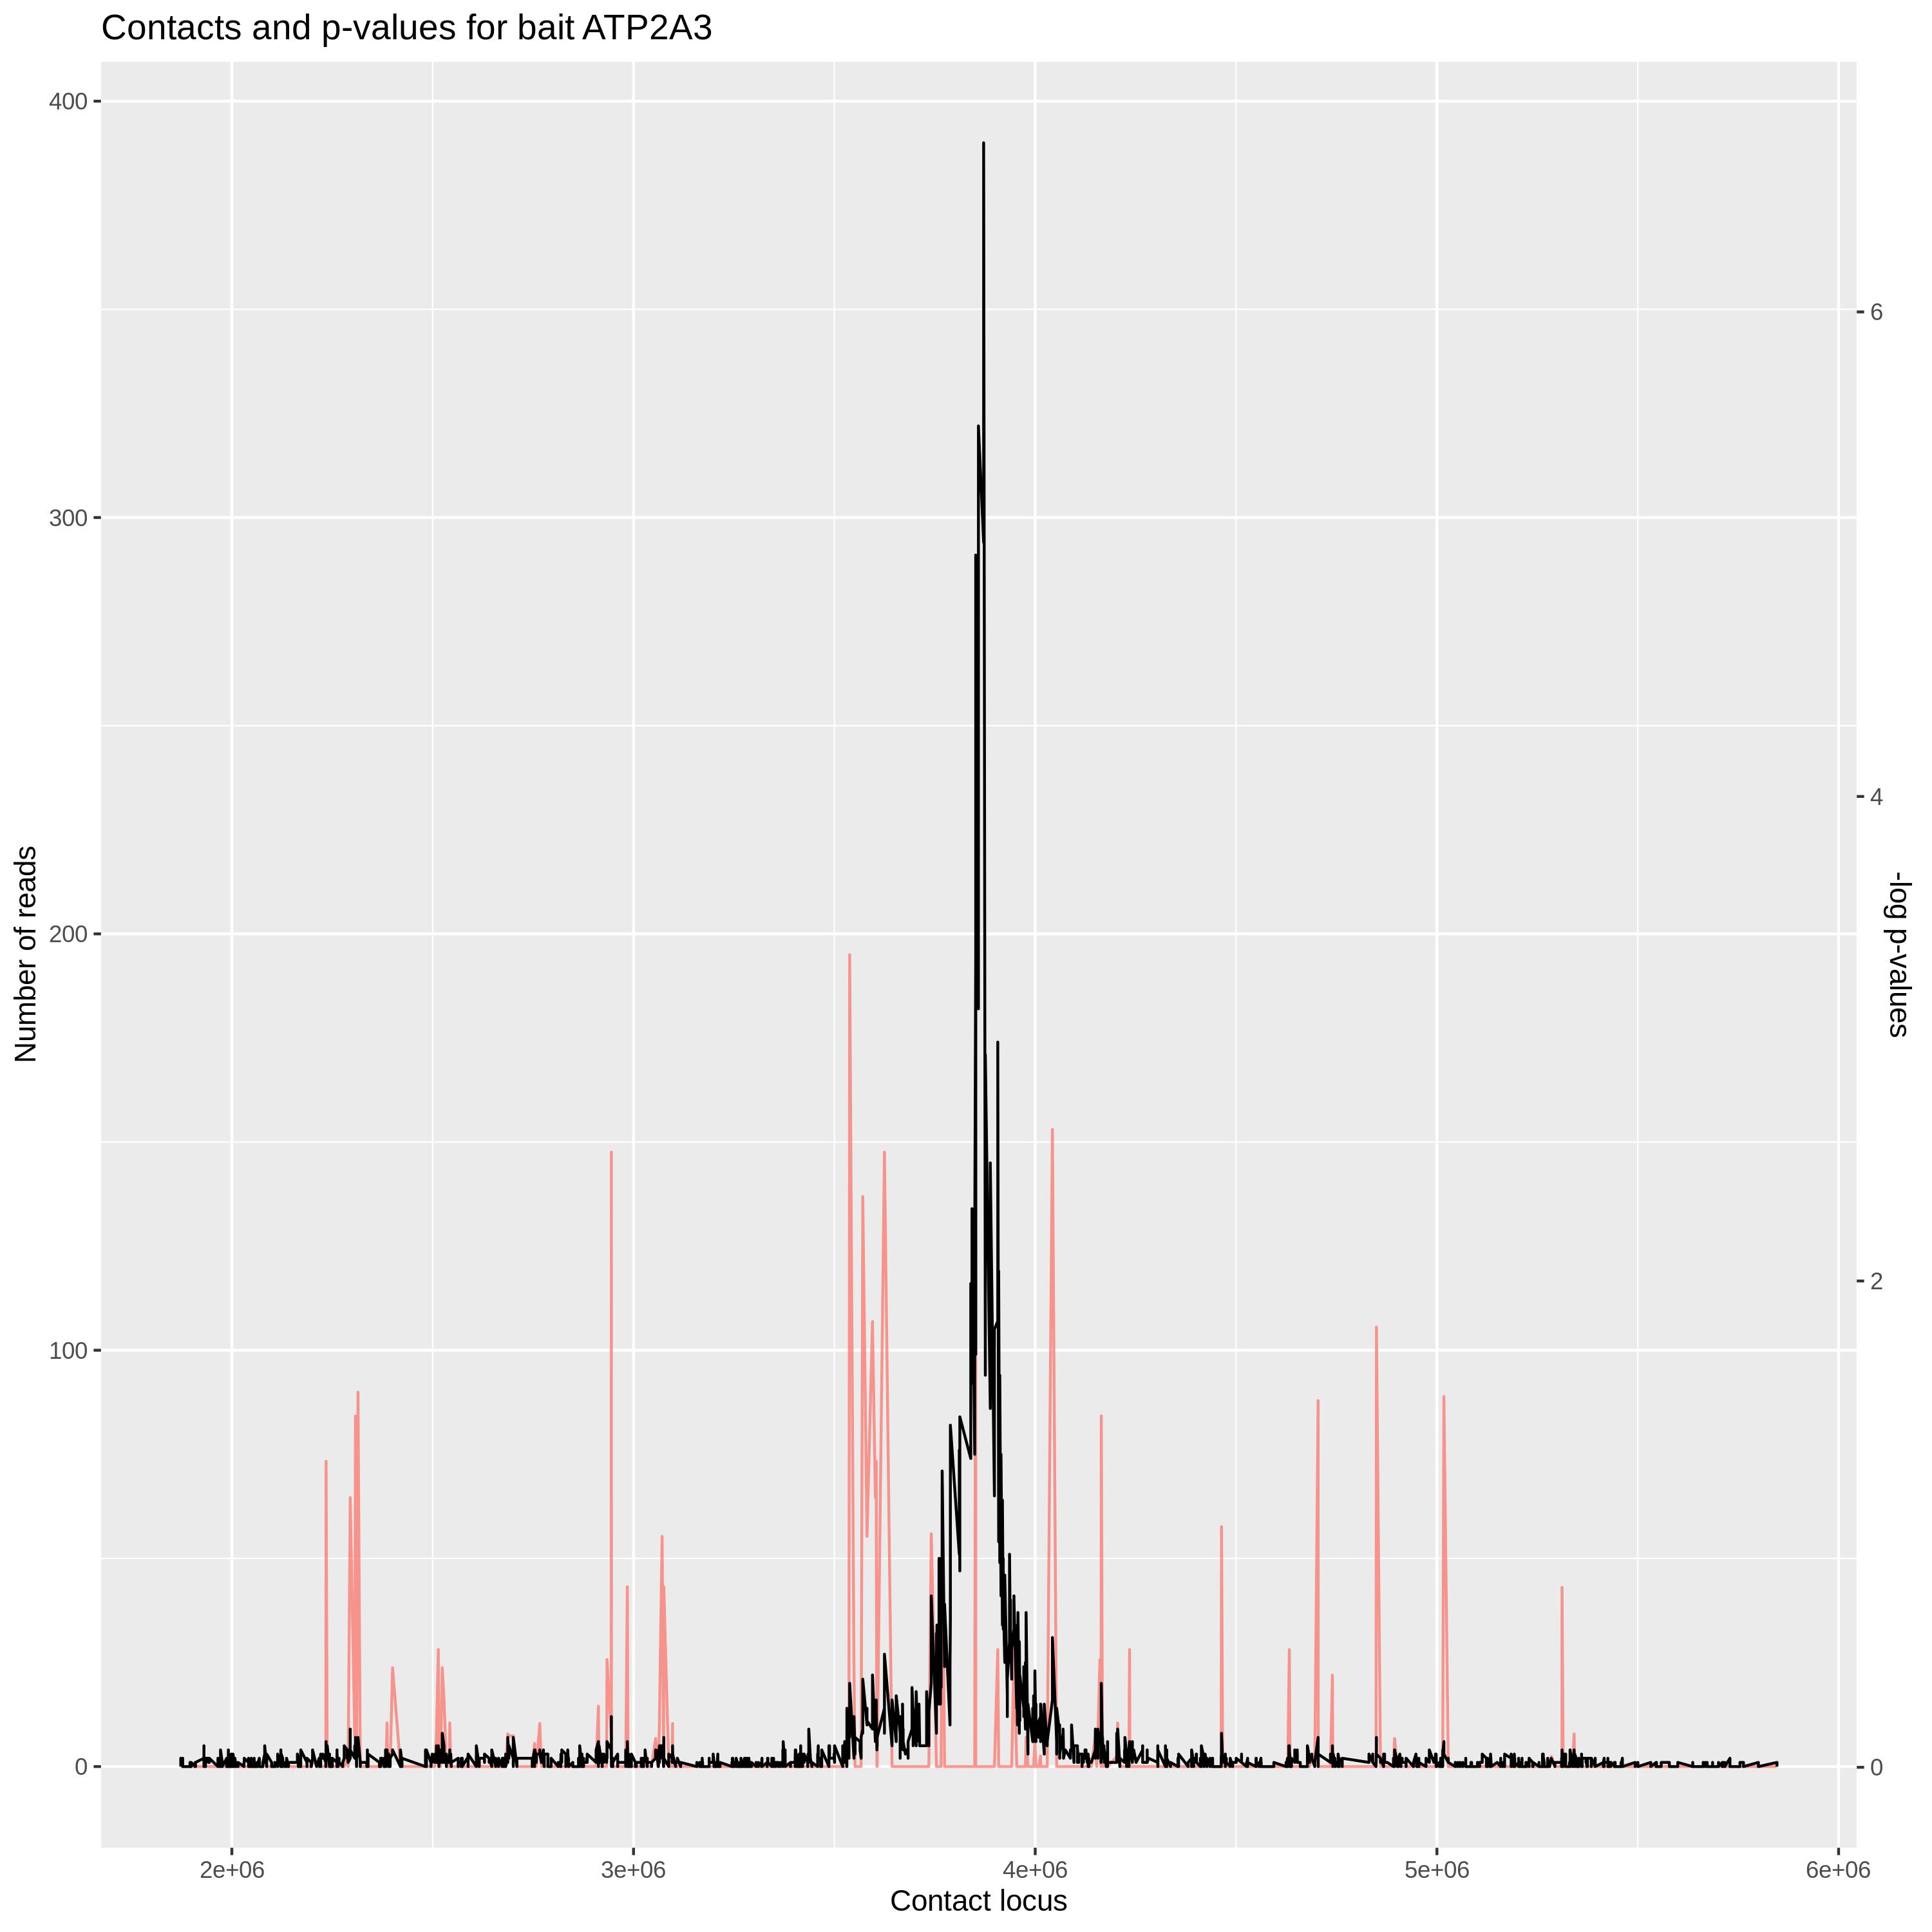 Contacts and p-values for bait ATP2A3
400
300
200
100
0
Number of reads
6
4
2
0
-log p-values
2e+06 3e+06 4e+06 5e+06 6e+06
Contact locus